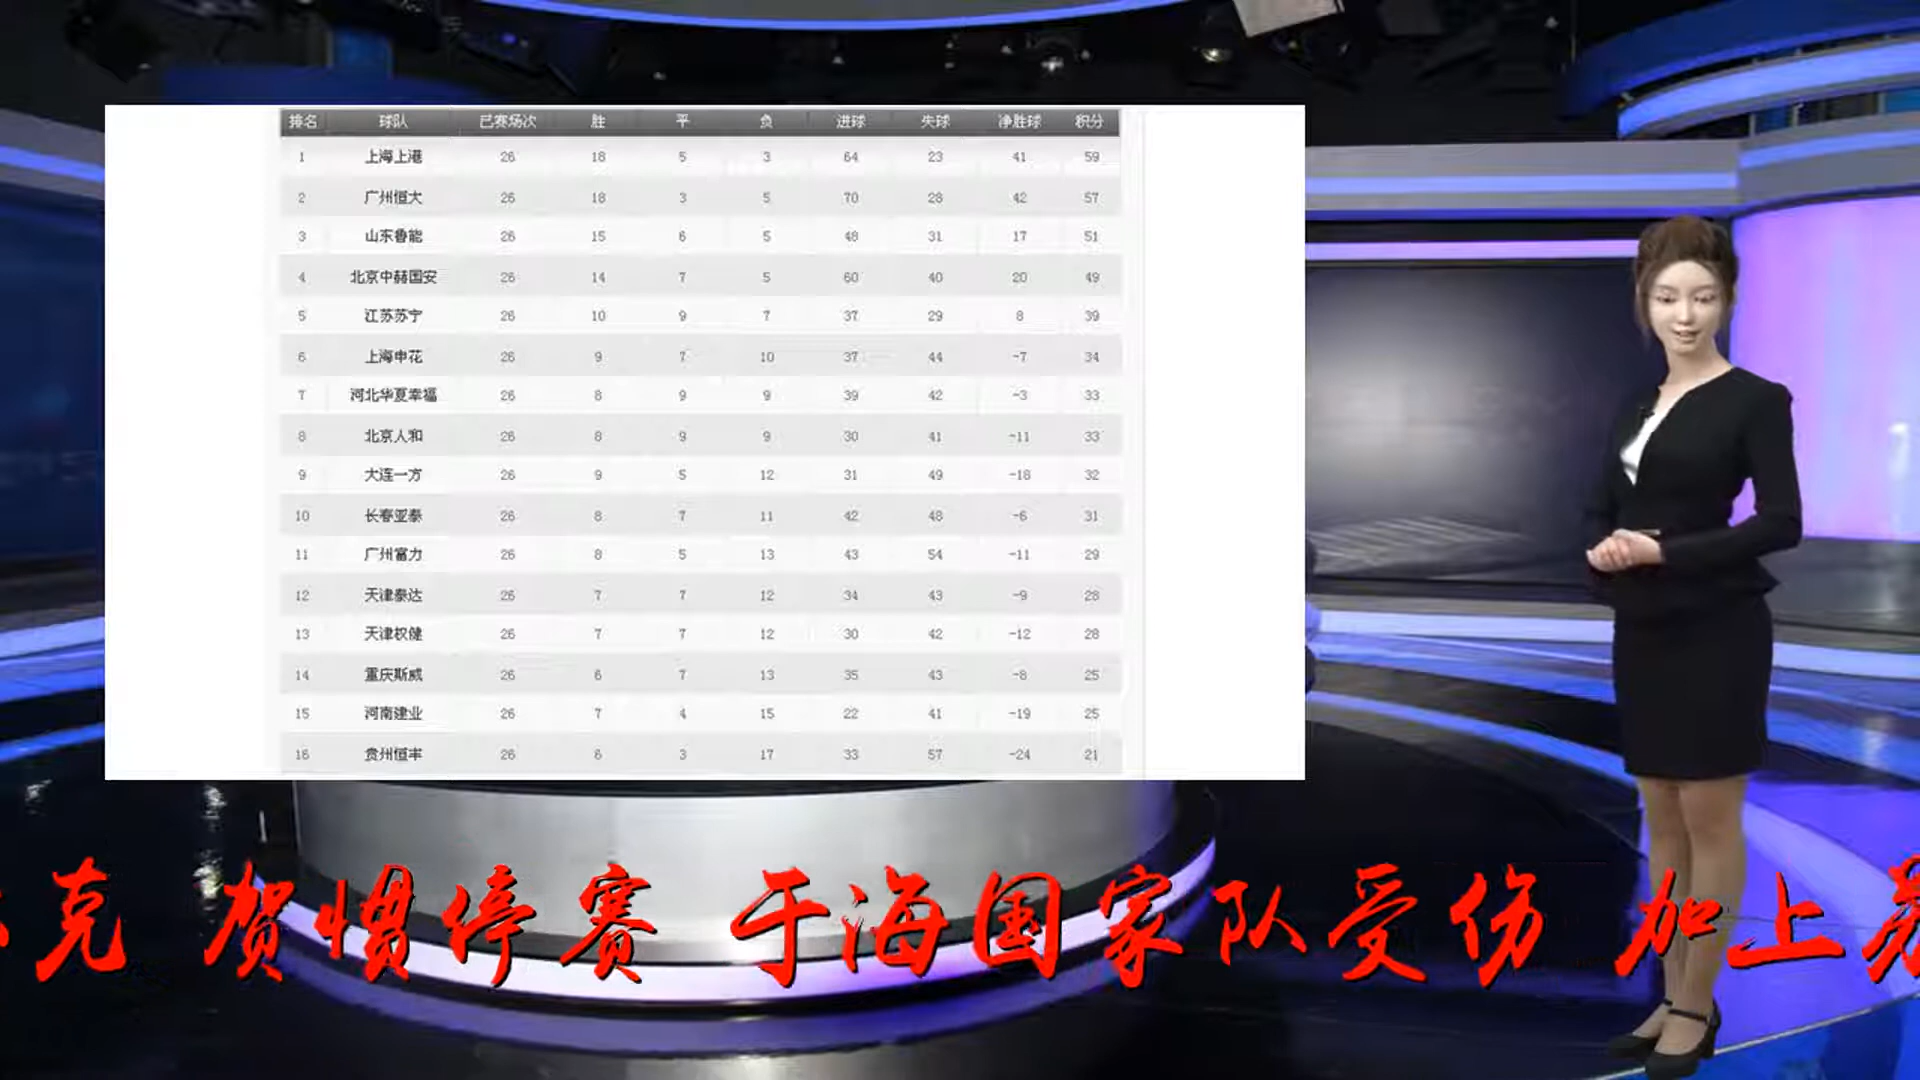 排名 球队 已赛场次 胜 平 负 进球 失球 净胜球 积分
1 上海上港 26 18 5 3 64 23 41 59
2 广州恒大 26 18 3 5 70 28 42 57
3 山东鲁能 26 15 6 5 48 31 17 51
4 北京中赫国安 26 14 7 5 60 40 20 49
5 江苏苏宁 26 10 9 7 37 29 8 39
6 上海申花 26 9 7 10 37 44 -7 34
7 河北华夏幸福 26 8 9 9 39 42 -3 33
8 北京人和 26 8 9 9 30 41 -11 33
9 大连一方 26 9 5 12 31 49 -18 32
10 长春亚泰 26 8 7 11 42 48 -6 31
11 广州富力 26 8 5 13 43 54 -11 29
12 天津泰达 26 7 7 12 34 43 -9 28
13 天津权健 26 7 7 12 30 42 -12 28
14 重庆斯威 26 6 7 13 35 43 -8 25
15 河南建业 26 7 4 15 22 41 -19 25
16 贵州恒丰 26 6 3 17 33 57 -24 21
克 贺惯停赛 于海国家队受伤 加上